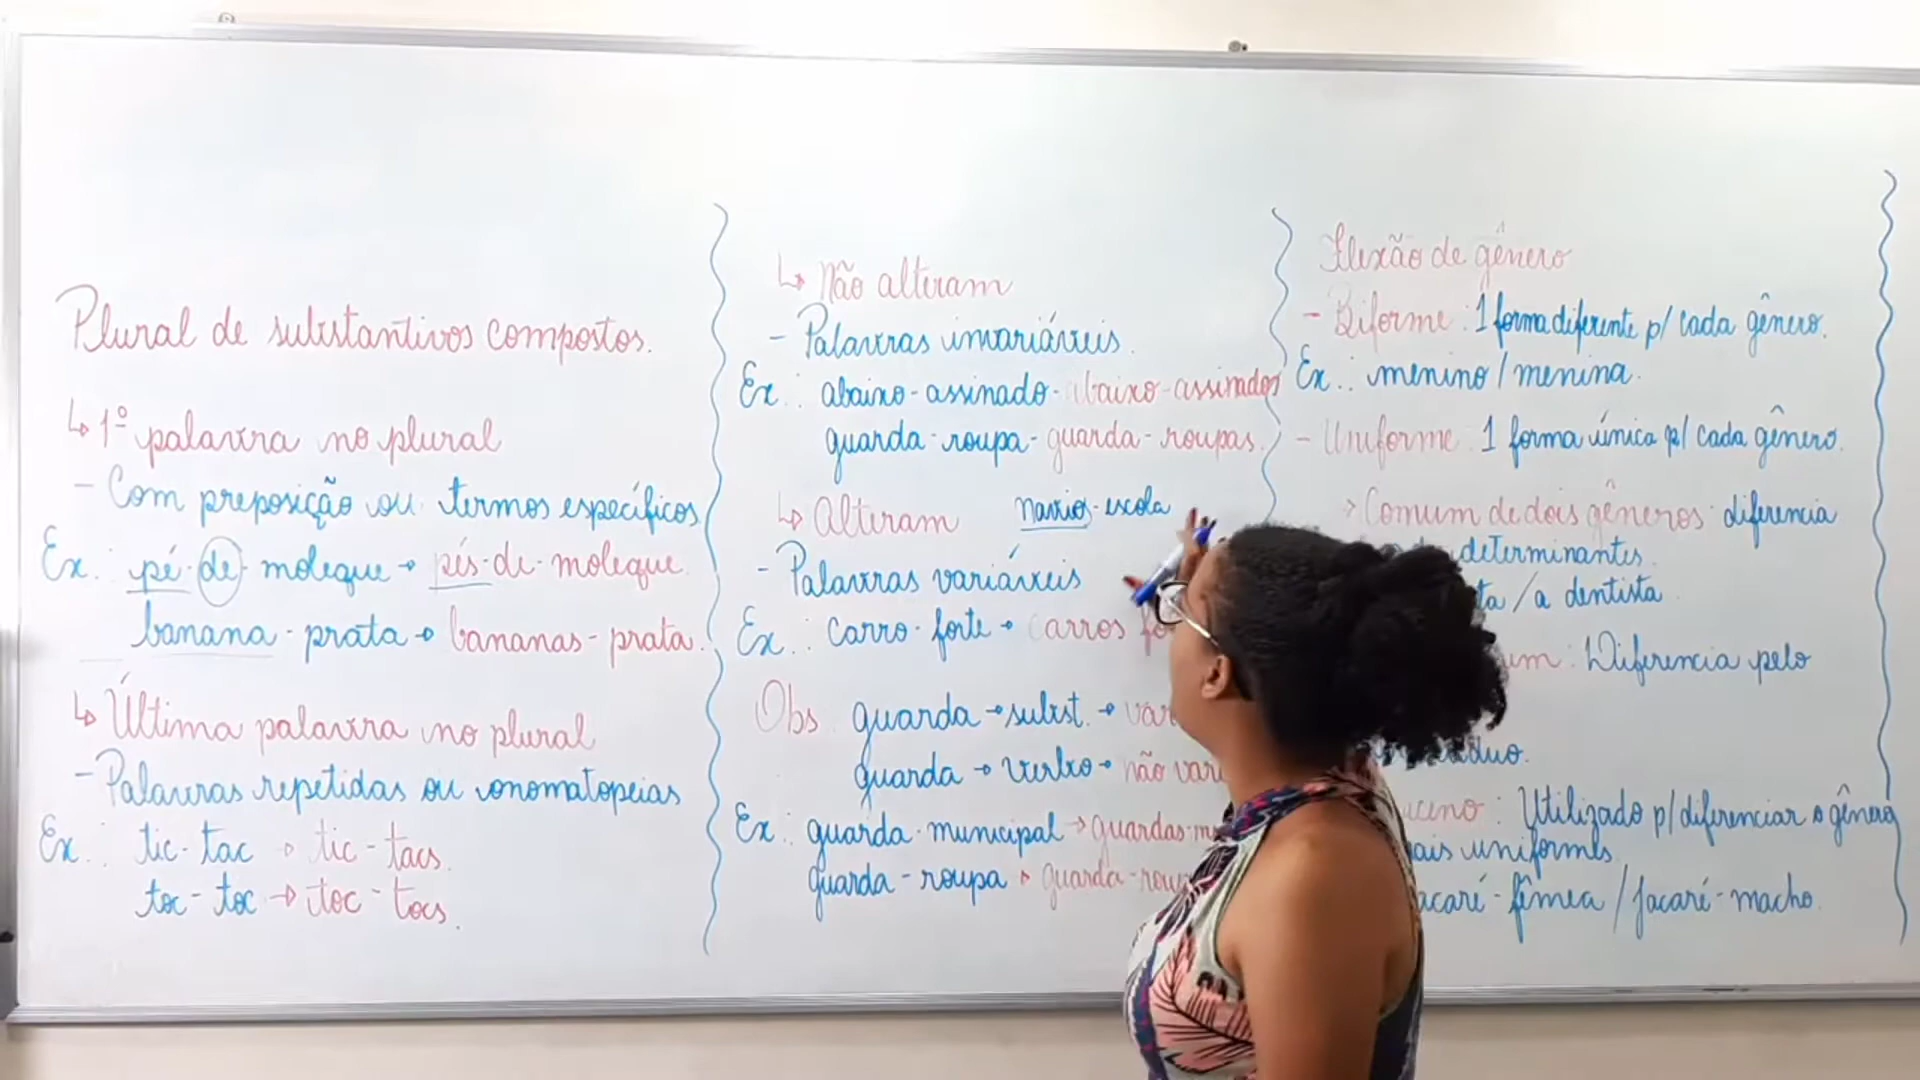 Plural de substantivos compostos.
↳ 1º palavra no plural
- Com preposição ou termos específicos
Ex.: pé-de-moleque → pés-de-moleque.
banana-prata → bananas-prata.
↳ Última palavra no plural
- Palavras repetidas ou onomatopeias
Ex.: tic-tac → tic-tacs.
toc-toc → toc-tocs.
↳ Não alteram
- Palavras invariáveis.
Ex.: abaixo-assinado - abaixo-assinados
guarda-roupa - guarda-roupas.
↳ Alteram navios-escola
- Palavras variáveis
Ex.: carro-forte → carros
Obs. guarda → subst. →
guarda → verbo → não
Ex.: guarda-municipal → guardas
guarda-roupa → guarda
Flexão de gênero
- Biforme: 1 forma diferente p/ cada gênero.
Ex.: menino/menina.
- Uniforme: 1 forma única p/ cada gênero.
> Comum de dois gêneros: diferencia
determinantes.
/a dentista
: Diferencia pelo
: Utilizado p/ diferenciar o gênero
uniformes
fêmea / jacaré-macho.